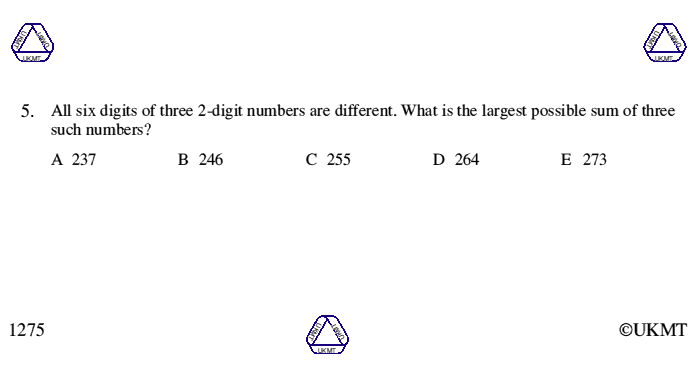 5. All six digits of three 2-digit numbers are different. What is the largest possible sum of three
such numbers?
A 237 B 246 C 255 D 264 E 273
1275 ©UKMT
UKMT
UKMT
UKMT